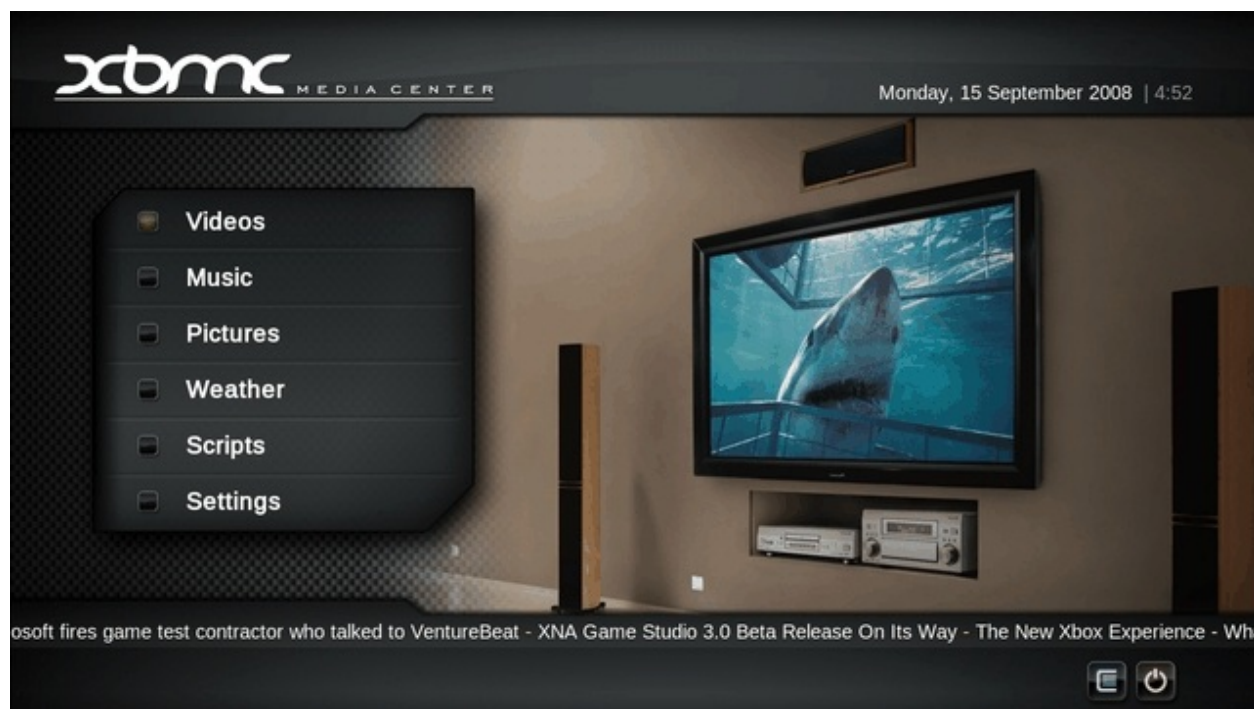 xbmc MEDIA CENTER
Monday, 15 September 2008 | 4:52
Videos
Music
Pictures
Weather
Scripts
Settings
osoft fires game test contractor who talked to VentureBeat - XNA Game Studio 3.0 Beta Release On Its Way - The New Xbox Experience - Wh